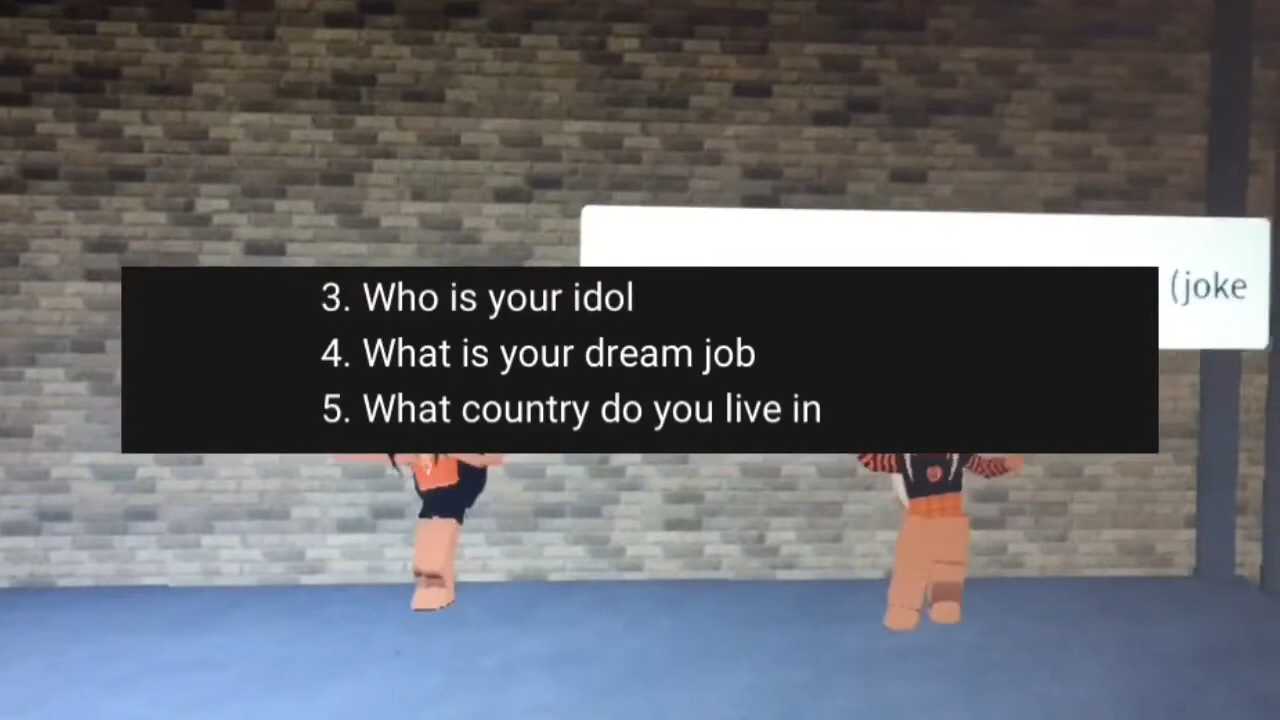 (joke
3. Who is your idol
4. What is your dream job
5. What country do you live in